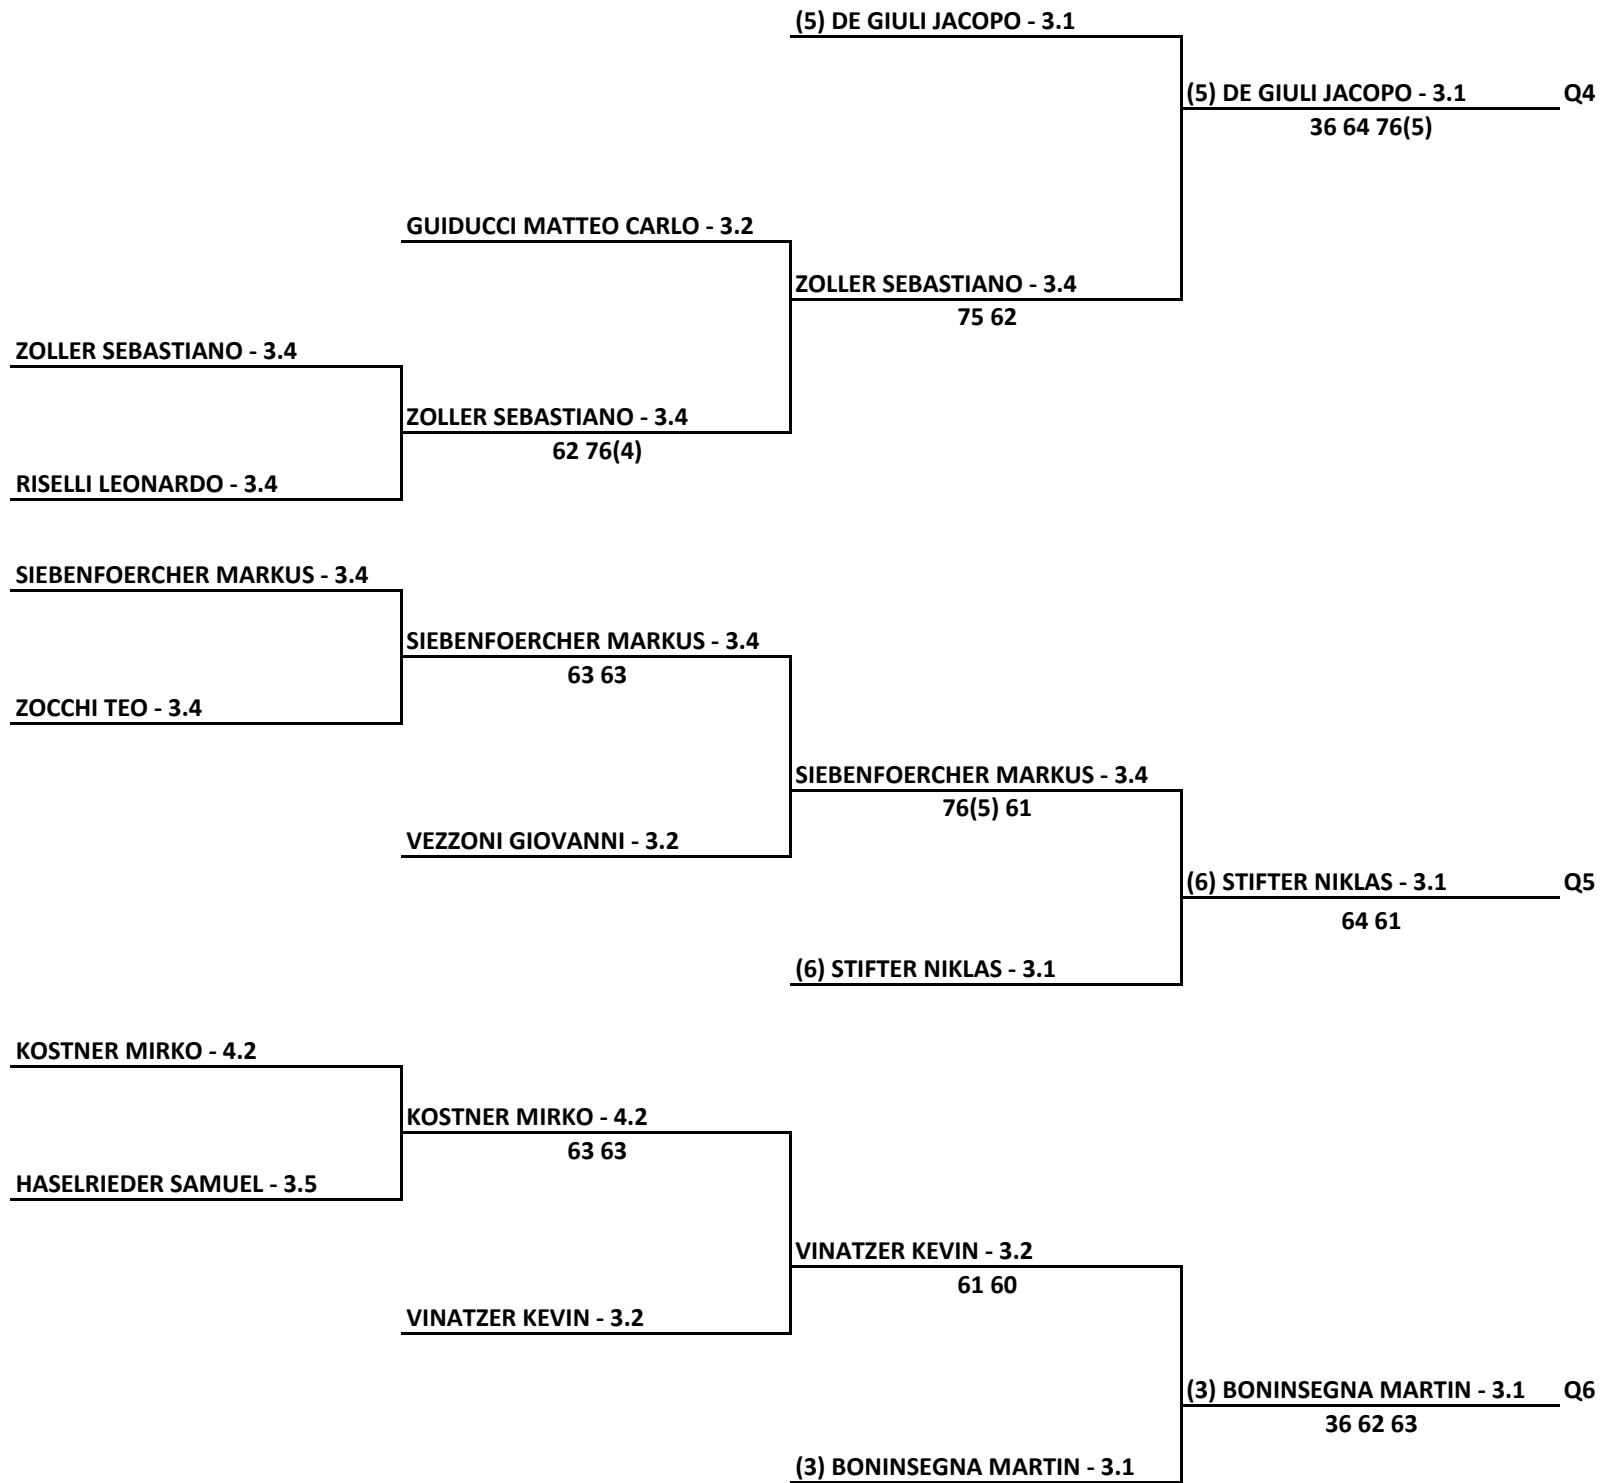 (5) DE GIULI JACOPO - 3.1
(5) DE GIULI JACOPO - 3.1 Q4
36 64 76(5)
GUIDUCCI MATTEO CARLO - 3.2
ZOLLER SEBASTIANO - 3.4
75 62
ZOLLER SEBASTIANO - 3.4
ZOLLER SEBASTIANO - 3.4
62 76(4)
RISELLI LEONARDO - 3.4
SIEBENFOERCHER MARKUS - 3.4
SIEBENFOERCHER MARKUS - 3.4
63 63
ZOCCHI TEO - 3.4
SIEBENFOERCHER MARKUS - 3.4
76(5) 61
VEZZONI GIOVANNI - 3.2
(6) STIFTER NIKLAS - 3.1 Q5
64 61
(6) STIFTER NIKLAS - 3.1
KOSTNER MIRKO - 4.2
KOSTNER MIRKO - 4.2
63 63
HASELRIEDER SAMUEL - 3.5
VINATZER KEVIN - 3.2
61 60
VINATZER KEVIN - 3.2
(3) BONINSEGNA MARTIN - 3.1 Q6
36 62 63
(3) BONINSEGNA MARTIN - 3.1